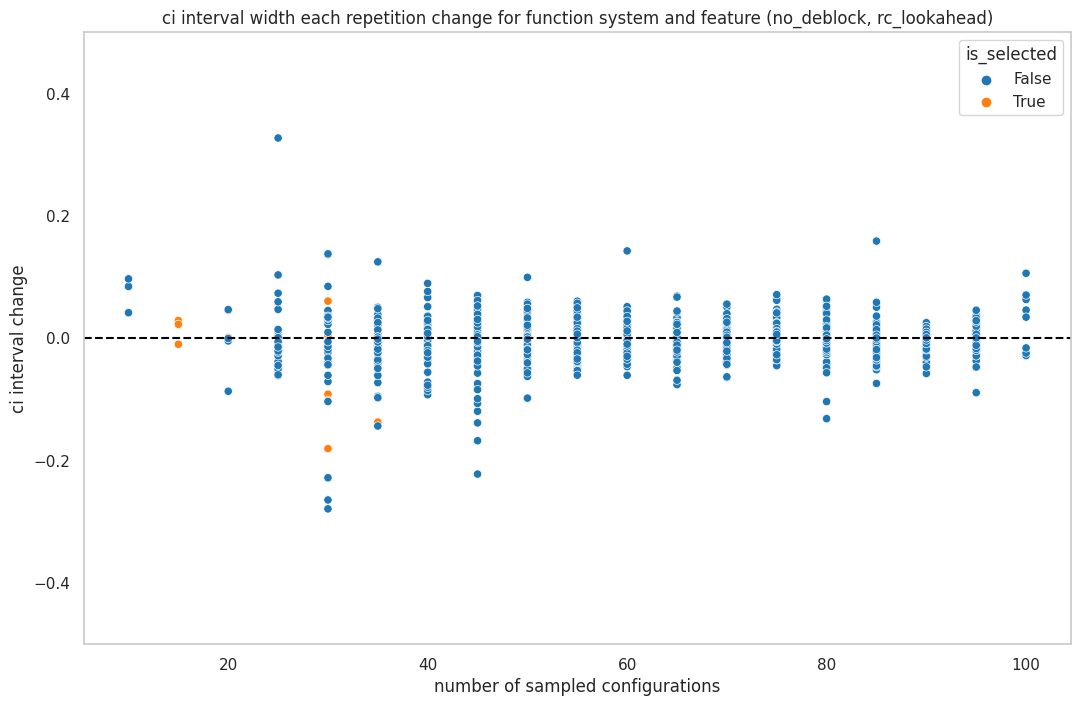 ci interval width each repetition change for function system and feature (no_deblock, rc_lookahead)
is_selected
False
True
ci interval change
0.4
0.2
0.0
−0.2
−0.4
20
40
60
80
100
number of sampled configurations